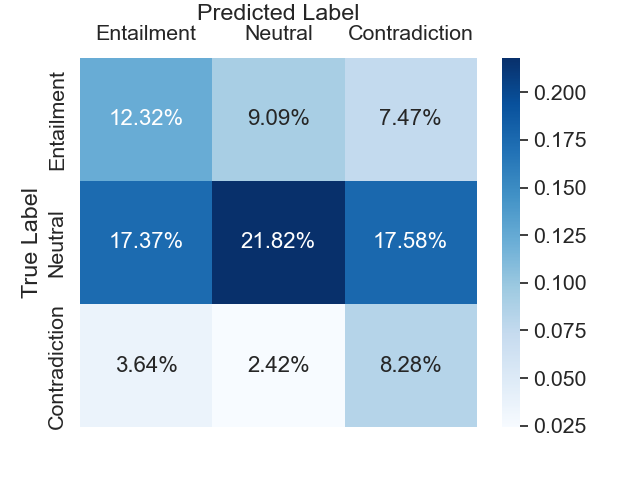 Predicted Label
Entailment Neutral Contradiction
True Label
Entailment
12.32% 9.09% 7.47%
Neutral
17.37% 21.82% 17.58%
Contradiction
3.64% 2.42% 8.28%
0.200
0.175
0.150
0.125
0.100
0.075
0.050
0.025